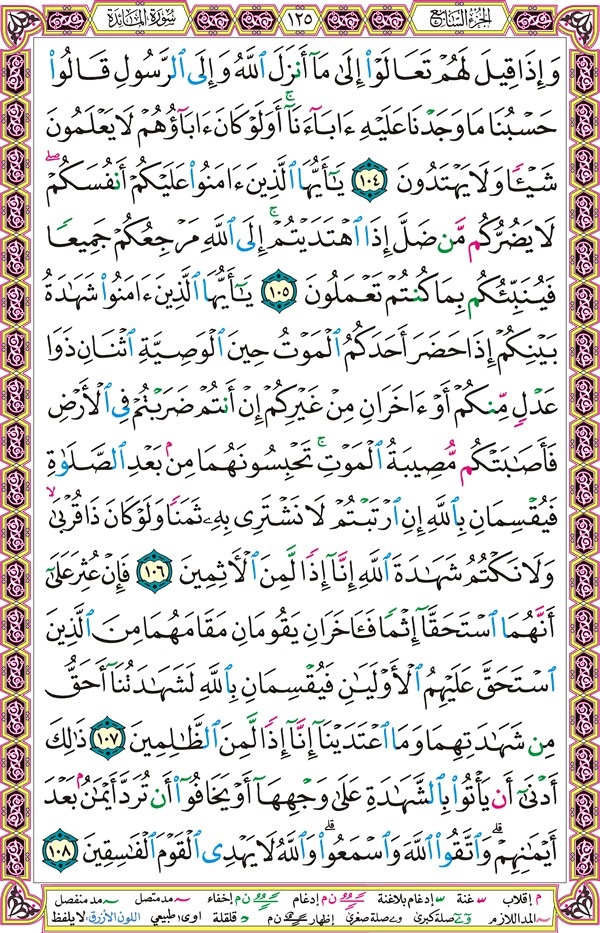 الجزء السابع ١٢٥ سورة المائدة
وَإِذَا قِيلَ لَهُمْ تَعَالَوْا۟ إِلَىٰ مَآ أَنزَلَ ٱللَّهُ وَإِلَى ٱلرَّسُولِ قَالُوا۟
حَسْبُنَا مَا وَجَدْنَا عَلَيْهِ ءَابَآءَنَآ ۚ أَوَلَوْ كَانَ ءَابَآؤُهُمْ لَا يَعْلَمُونَ
شَيْـًٔا وَلَا يَهْتَدُونَ ١٠٤ يَـٰٓأَيُّهَا ٱلَّذِينَ ءَامَنُوا۟ عَلَيْكُمْ أَنفُسَكُمْ ۖ
لَا يَضُرُّكُم مَّن ضَلَّ إِذَا ٱهْتَدَيْتُمْ ۚ إِلَى ٱللَّهِ مَرْجِعُكُمْ جَمِيعًا
فَيُنَبِّئُكُم بِمَا كُنتُمْ تَعْمَلُونَ ١٠٥ يَـٰٓأَيُّهَا ٱلَّذِينَ ءَامَنُوا۟ شَهَـٰدَةُ
بَيْنِكُمْ إِذَا حَضَرَ أَحَدَكُمُ ٱلْمَوْتُ حِينَ ٱلْوَصِيَّةِ ٱثْنَانِ ذَوَا
عَدْلٍ مِّنكُمْ أَوْ ءَاخَرَانِ مِنْ غَيْرِكُمْ إِنْ أَنتُمْ ضَرَبْتُمْ فِى ٱلْأَرْضِ
فَأَصَـٰبَتْكُم مُّصِيبَةُ ٱلْمَوْتِ ۚ تَحْبِسُونَهُمَا مِنۢ بَعْدِ ٱلصَّلَوٰةِ
فَيُقْسِمَانِ بِٱللَّهِ إِنِ ٱرْتَبْتُمْ لَا نَشْتَرِى بِهِۦ ثَمَنًا وَلَوْ كَانَ ذَا قُرْبَىٰ ۙ
وَلَا نَكْتُمُ شَهَـٰدَةَ ٱللَّهِ إِنَّآ إِذًا لَّمِنَ ٱلْـَٔاثِمِينَ ١٠٦ فَإِنْ عُثِرَ عَلَىٰٓ
أَنَّهُمَا ٱسْتَحَقَّآ إِثْمًا فَـَٔاخَرَانِ يَقُومَانِ مَقَامَهُمَا مِنَ ٱلَّذِينَ
ٱسْتَحَقَّ عَلَيْهِمُ ٱلْأَوْلَيَـٰنِ فَيُقْسِمَانِ بِٱللَّهِ لَشَهَـٰدَتُنَآ أَحَقُّ
مِن شَهَـٰدَتِهِمَا وَمَا ٱعْتَدَيْنَآ إِنَّآ إِذًا لَّمِنَ ٱلظَّـٰلِمِينَ ١٠٧ ذَٰلِكَ
أَدْنَىٰٓ أَن يَأْتُوا۟ بِٱلشَّهَـٰدَةِ عَلَىٰ وَجْهِهَآ أَوْ يَخَافُوٓا۟ أَن تُرَدَّ أَيْمَـٰنٌۢ بَعْدَ
أَيْمَـٰنِهِمْ ۗ وَٱتَّقُوا۟ ٱللَّهَ وَٱسْمَعُوا۟ ۗ وَٱللَّهُ لَا يَهْدِى ٱلْقَوْمَ ٱلْفَـٰسِقِينَ ١٠٨
م إقلاب غنة إدغام بلاغنة ن م إدغام ن م إخفاء مد متصل مد منفصل
المد اللازم صلة كبرى صلة صغرى إظهار ن م قلقلة اوى؛ طبيعي اللون الأزرق: لا يلفظ